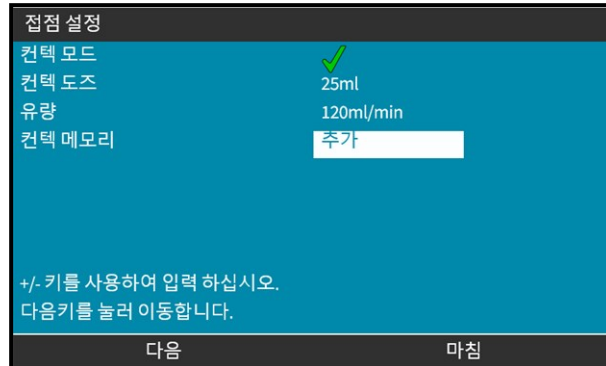 접점 설정
컨텍 모드
컨텍 도즈 25ml
유량 120ml/min
컨텍 메모리 추가
+/- 키를 사용하여 입력 하십시오.
다음키를 눌러 이동합니다.
다음 마침